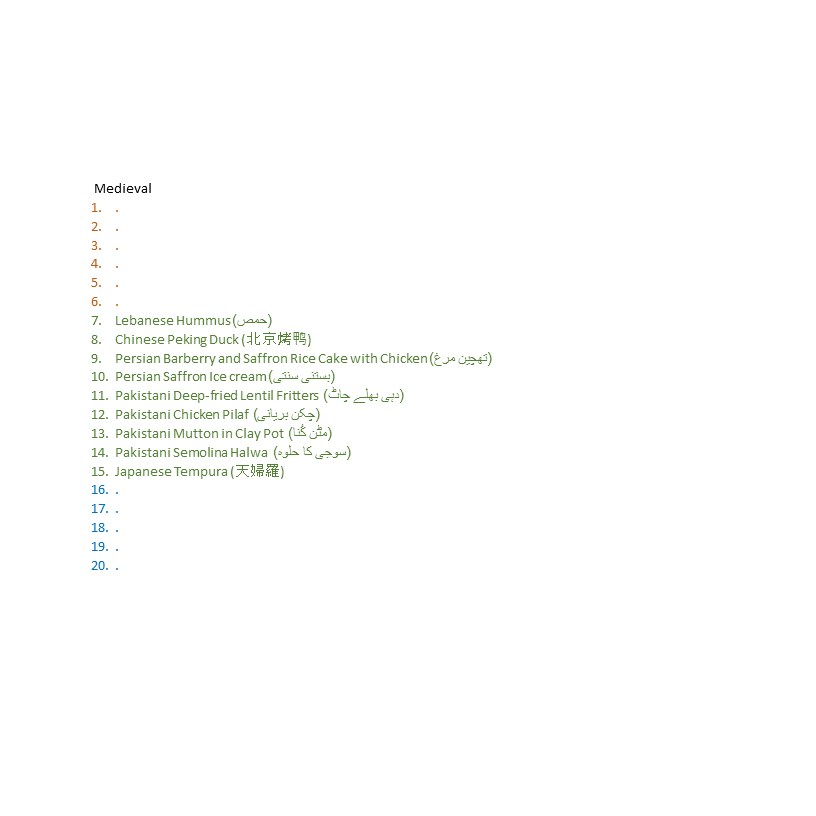 Medieval
1. .
2. .
3. .
4. .
5. .
6. .
7. Lebanese Hummus (حمص)
8. Chinese Peking Duck (北京烤鸭)
9. Persian Barberry and Saffron Rice Cake with Chicken (تهچین مرغ)
10. Persian Saffron Ice cream (بستنی سنتی)
11. Pakistani Deep-fried Lentil Fritters (دہی بھلے چاٹ)
12. Pakistani Chicken Pilaf (چکن بریانی)
13. Pakistani Mutton in Clay Pot (مٹن کُنا)
14. Pakistani Semolina Halwa (سوجی کا حلوہ)
15. Japanese Tempura (天婦羅)
16. .
17. .
18. .
19. .
20. .